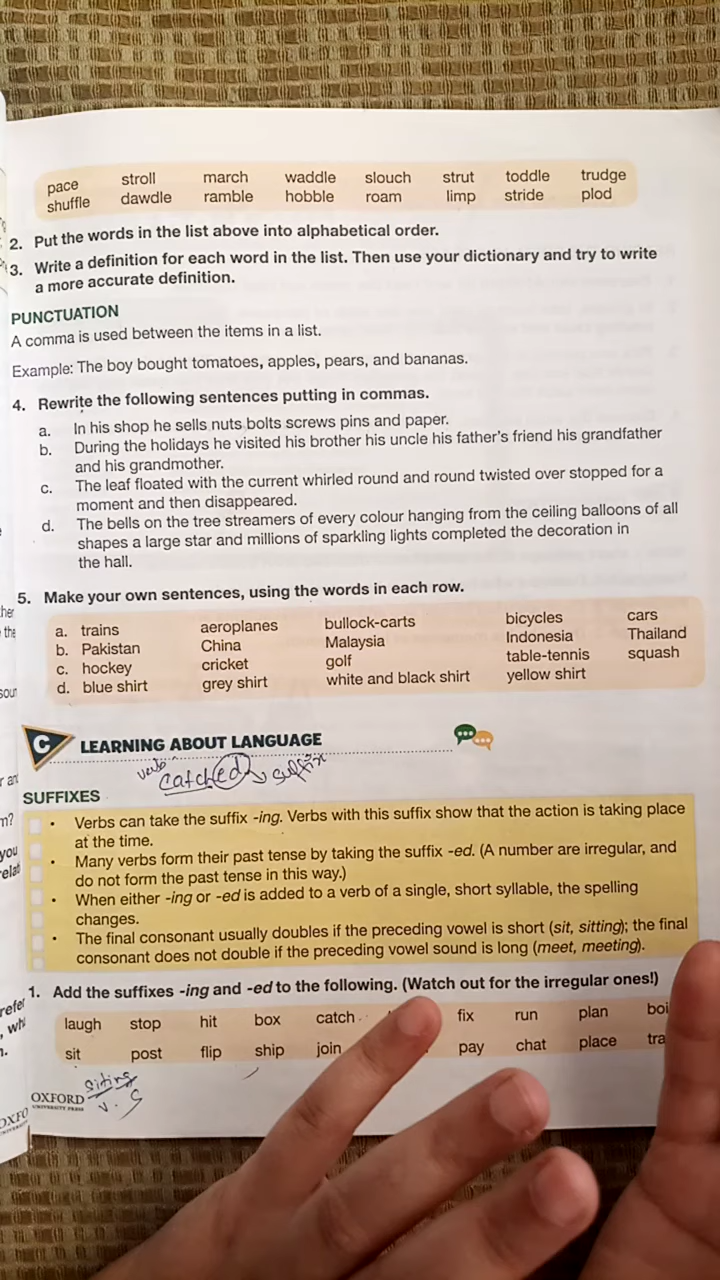 pace stroll march waddle slouch strut toddle trudge
shuffle dawdle ramble hobble roam limp stride plod
2. Put the words in the list above into alphabetical order.
3. Write a definition for each word in the list. Then use your dictionary and try to write
a more accurate definition.
PUNCTUATION
A comma is used between the items in a list.
Example: The boy bought tomatoes, apples, pears, and bananas.
4. Rewrite the following sentences putting in commas.
a. In his shop he sells nuts bolts screws pins and paper.
b. During the holidays he visited his brother his uncle his father's friend his grandfather
and his grandmother.
c. The leaf floated with the current whirled round and round twisted over stopped for a
moment and then disappeared.
d. The bells on the tree streamers of every colour hanging from the ceiling balloons of all
shapes a large star and millions of sparkling lights completed the decoration in
the hall.
5. Make your own sentences, using the words in each row.
a. trains aeroplanes bullock-carts bicycles cars
b. Pakistan China Malaysia Indonesia Thailand
c. hockey cricket golf table-tennis squash
d. blue shirt grey shirt white and black shirt yellow shirt
C LEARNING ABOUT LANGUAGE
verb catched suffix
SUFFIXES
• Verbs can take the suffix -ing. Verbs with this suffix show that the action is taking place
at the time.
• Many verbs form their past tense by taking the suffix -ed. (A number are irregular, and
do not form the past tense in this way.)
• When either -ing or -ed is added to a verb of a single, short syllable, the spelling
changes.
• The final consonant usually doubles if the preceding vowel is short (sit, sitting); the final
consonant does not double if the preceding vowel sound is long (meet, meeting).
1. Add the suffixes -ing and -ed to the following. (Watch out for the irregular ones!)
laugh stop hit box catch fix run plan boi
sit post flip ship join pay chat place tra
siting
v. S
OXFORD
UNIVERSITY PRESS